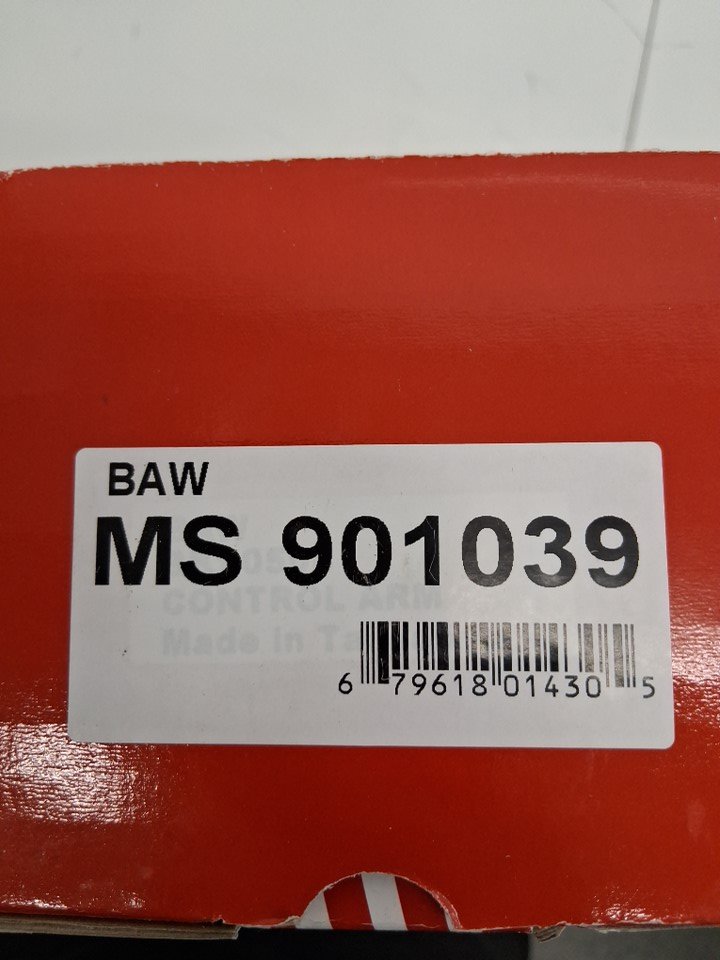 BAW
MS 901039
CONTROL ARM
Made in Ta
6 79618 01430 5